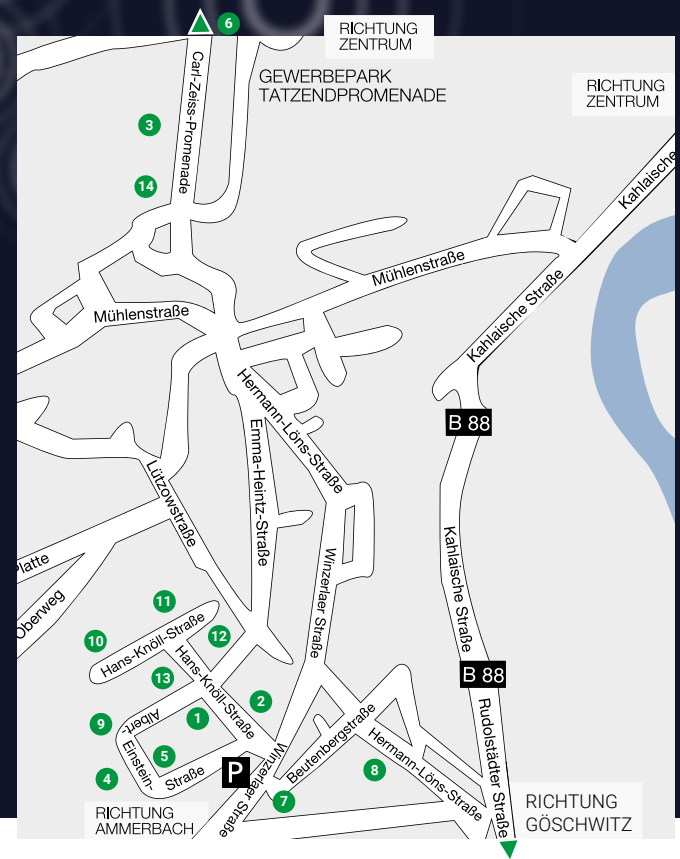 6
RICHTUNG
ZENTRUM
GEWERBEPARK
TATZENDPROMENADE
RICHTUNG
ZENTRUM
Carl-Zeiss-Promenade
3
14
Kahlaische
Mühlenstraße
Mühlenstraße
Kahlaische Straße
Hermann-Löns-Straße
B 88
Emma-Heintz-Straße
Lützowstraße
Platte
Oberweg
Winzerlaer Straße
Kahlaische Straße
11
10
Hans-Knöll-Straße
12
13
Hans-Knöll-Straße
2
B 88
9
Albert-
Einstein-
Straße
1
5
4
P
Winzerlaer Straße
7
Beutenbergstraße
8
Hermann-Löns-Straße
Rudolstädter Straße
RICHTUNG
AMMERBACH
RICHTUNG
GÖSCHWITZ